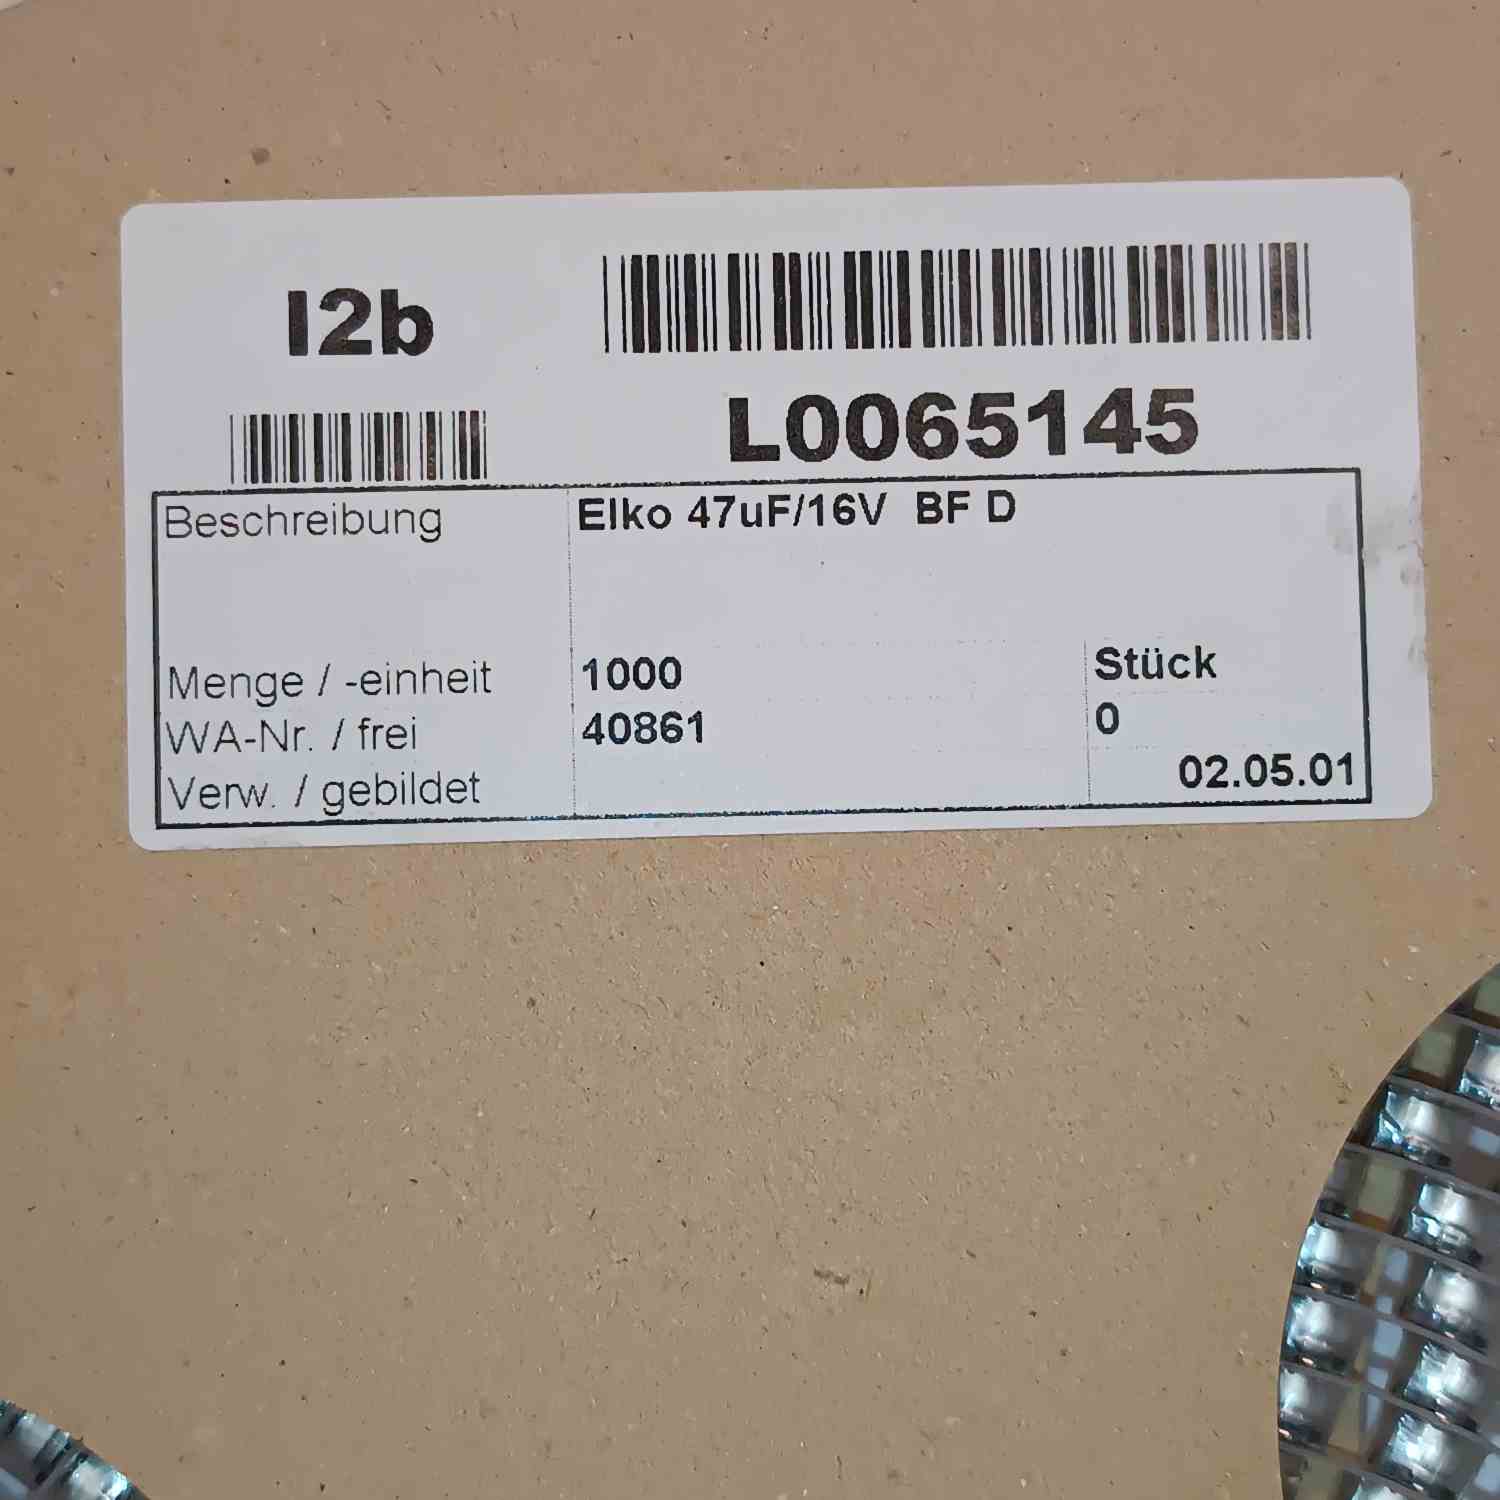 I2b
L0065145
Beschreibung Elko 47uF/16V BF D
Menge / -einheit 1000 Stück
WA-Nr. / frei 40861 0
Verw. / gebildet 02.05.01